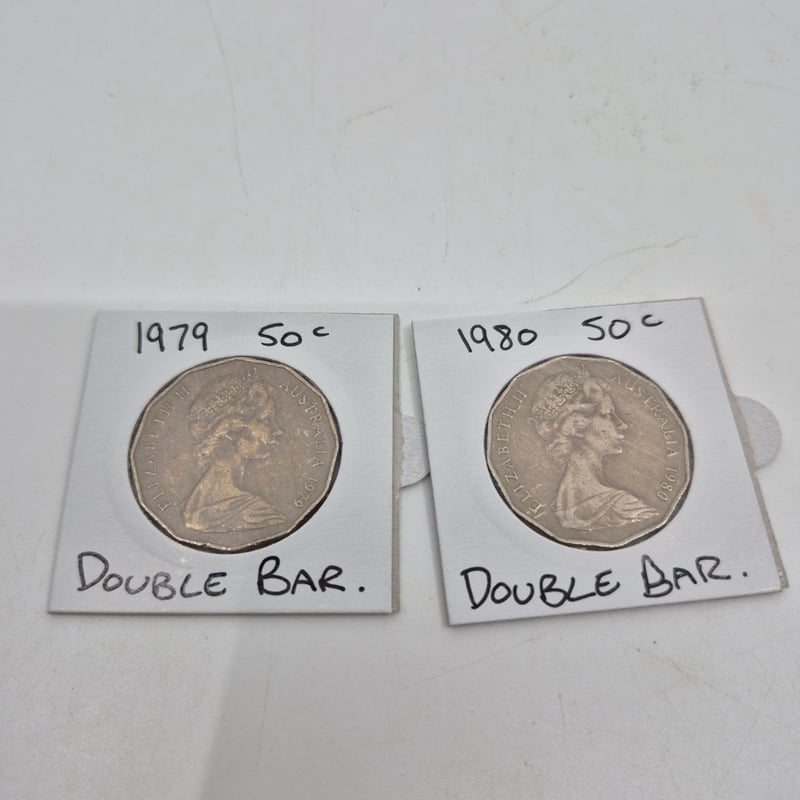 1979 50c
ELIZABETH II AUSTRALIA 1979
DOUBLE BAR.
1980 50c
ELIZABETH II AUSTRALIA 1980
DOUBLE BAR.